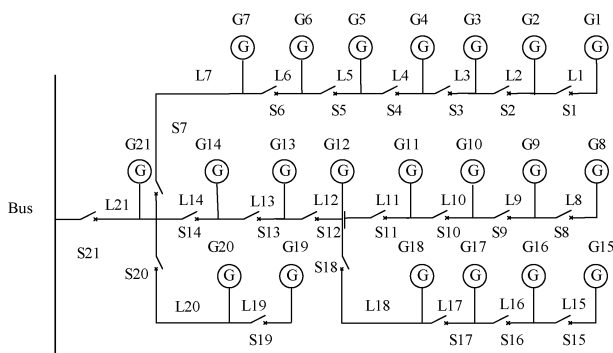 G7 G6 G5 G4 G3 G2 G1
G G G G G G G
L7 L6 L5 L4 L3 L2 L1
S6 S5 S4 S3 S2 S1
S7
G21 G14 G13 G12 G11 G10 G9 G8
G G G G G G G G
Bus L21 L14 L13 L12 L11 L10 L9 L8
S21 S14 S13 S12 S11 S10 S9 S8
S20 G20 G19 S18 G18 G17 G16 G15
G G G G G G
L20 L19 L18 L17 L16 L15
S19 S17 S16 S15